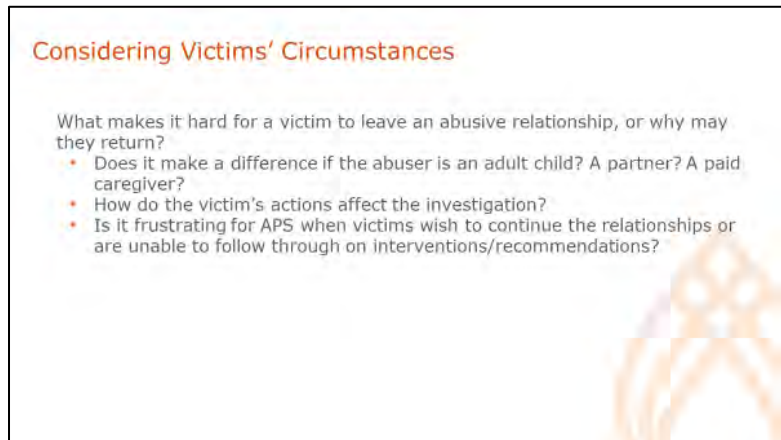 Considering Victims' Circumstances
What makes it hard for a victim to leave an abusive relationship, or why may
they return?
• Does it make a difference if the abuser is an adult child? A partner? A paid
caregiver?
• How do the victim's actions affect the investigation?
• Is it frustrating for APS when victims wish to continue the relationships or
are unable to follow through on interventions/recommendations?